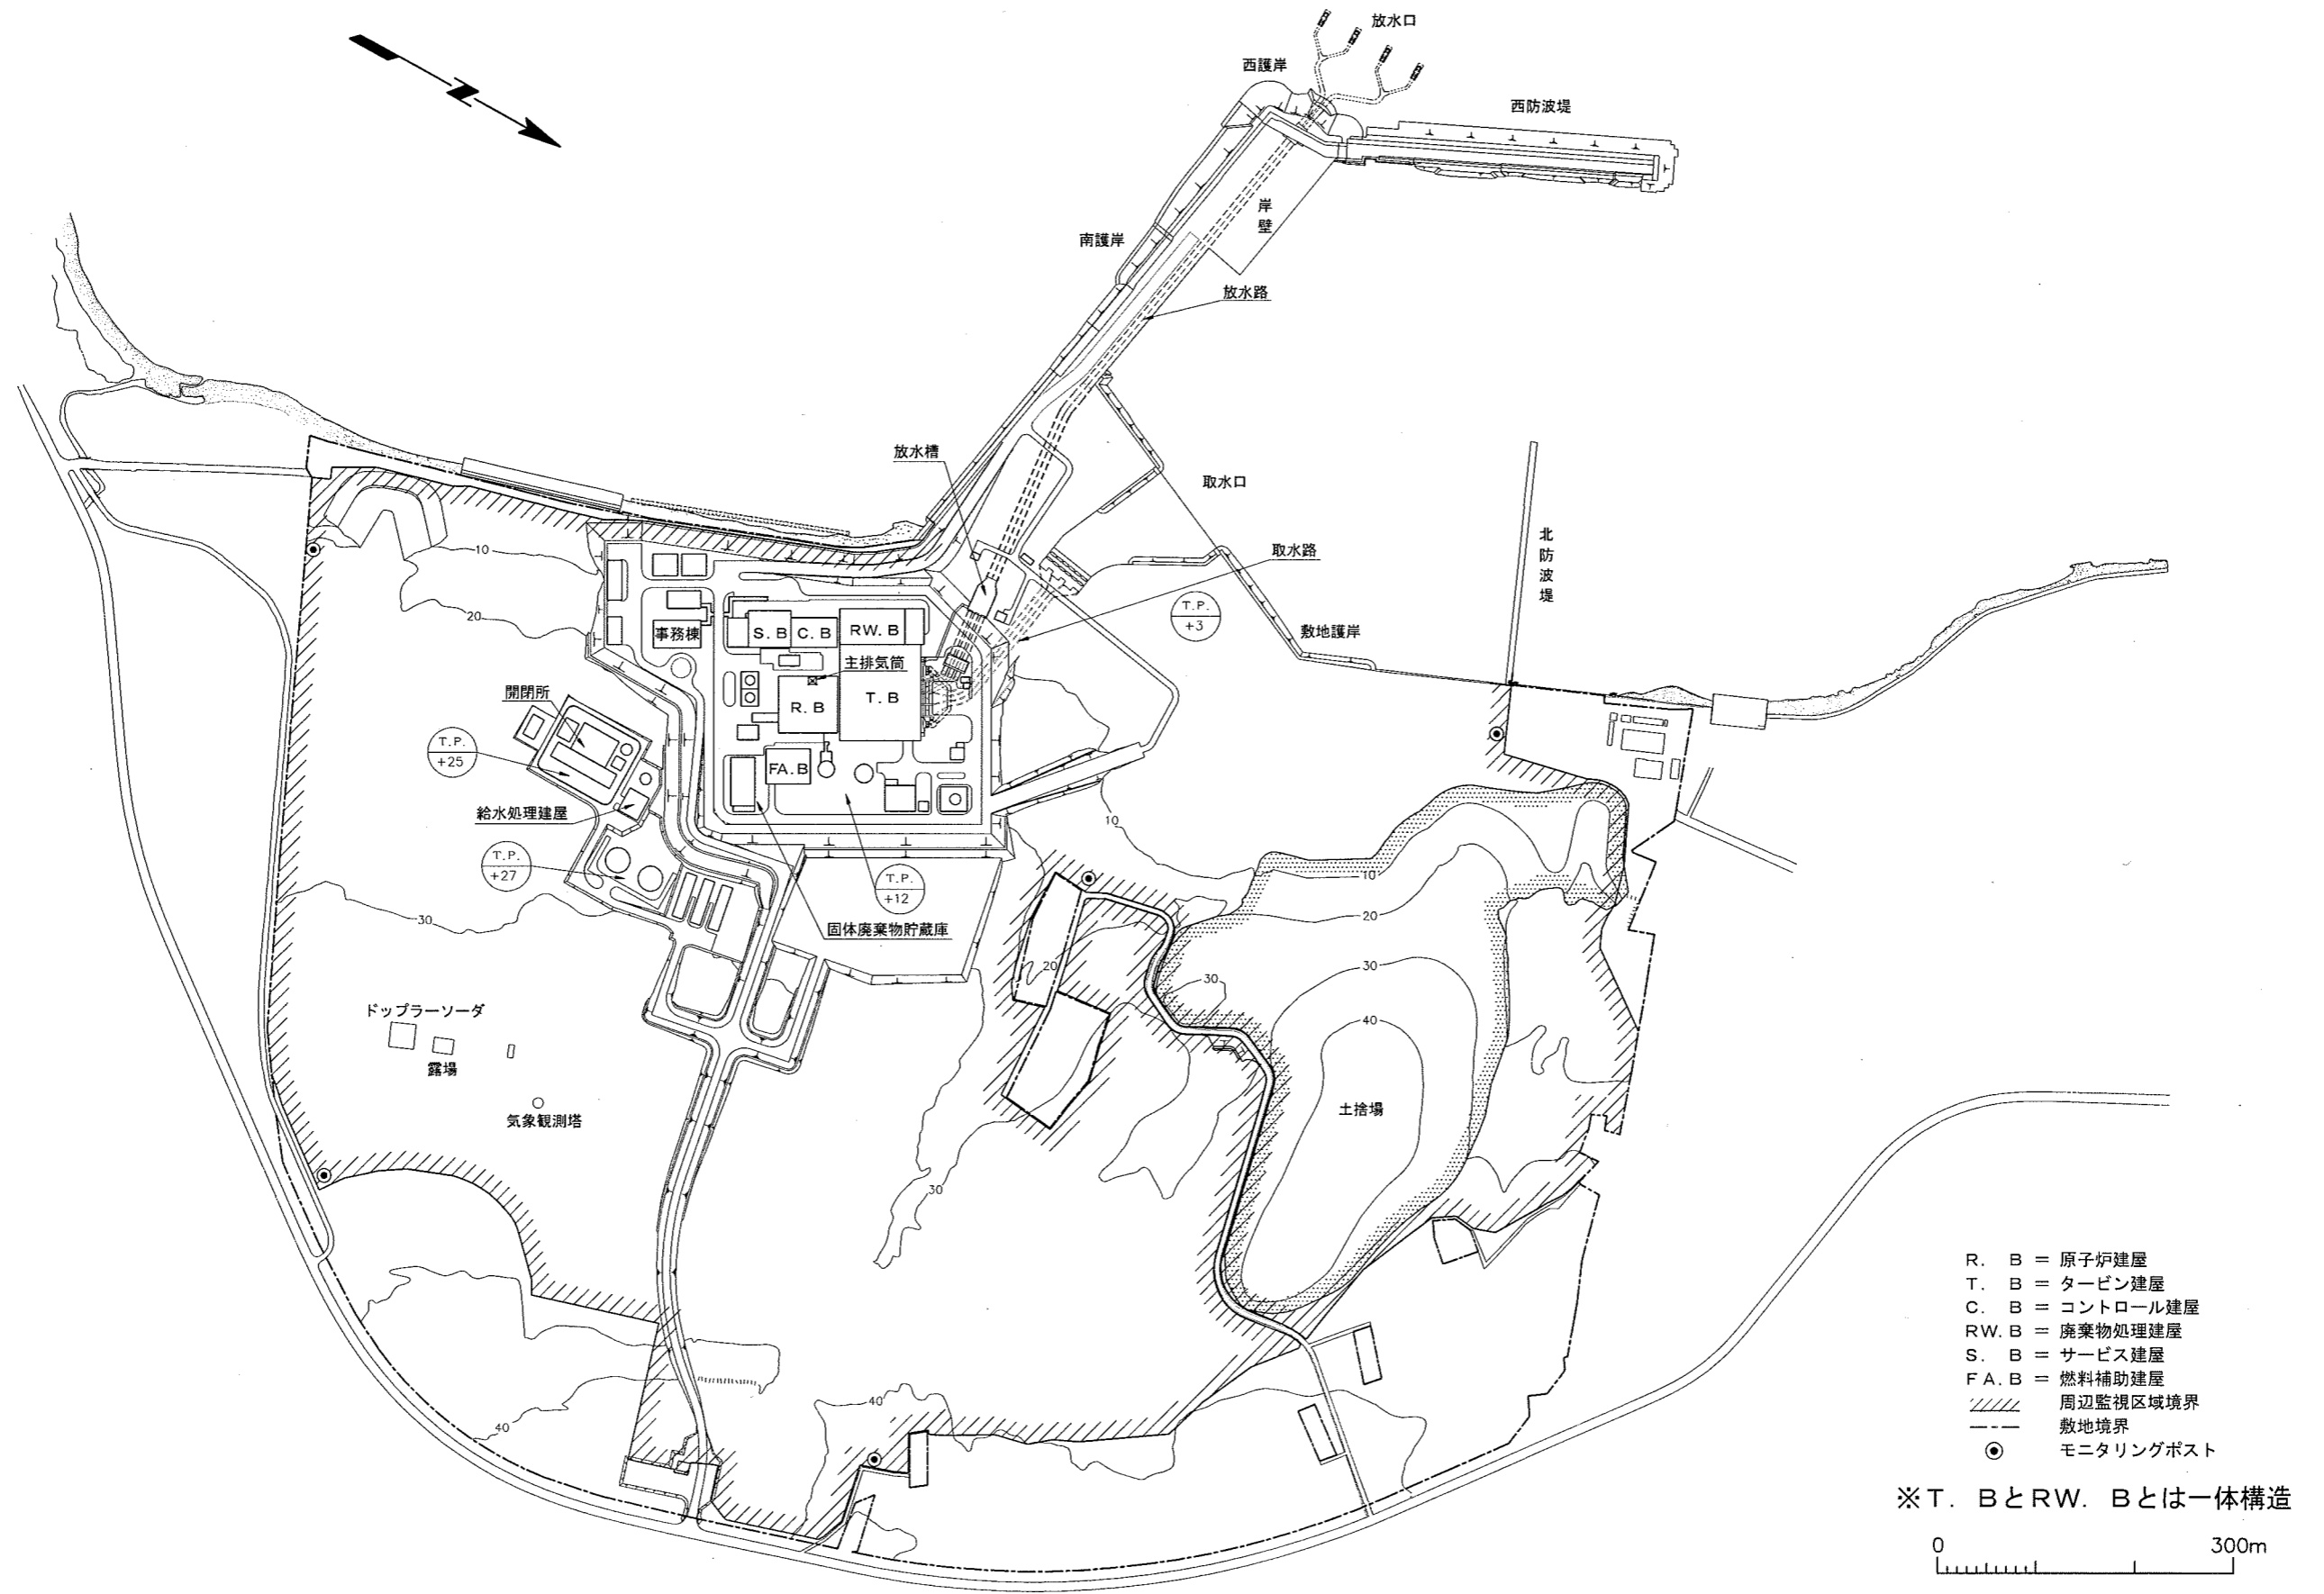 放水口
西護岸
西防波堤
N
岸壁
南護岸
放水路
放水槽
取水口
取水路
北防波堤
10
20
T.P.
+3
敷地護岸
事務棟
S. B
C. B
RW. B
主排気筒
開閉所
R. B
T. B
T.P.
+25
FA. B
給水処理建屋
10
T.P.
+27
T.P.
+12
10
20
30
固体廃棄物貯蔵庫
20
30
30
ドップラーソーダ
40
露場
気象観測塔
土捨場
30
40
40
R. B = 原子炉建屋
T. B = タービン建屋
C. B = コントロール建屋
RW. B = 廃棄物処理建屋
S. B = サービス建屋
FA. B = 燃料補助建屋
周辺監視区域境界
敷地境界
モニタリングポスト
※T. BとRW. Bとは一体構造
0 300m